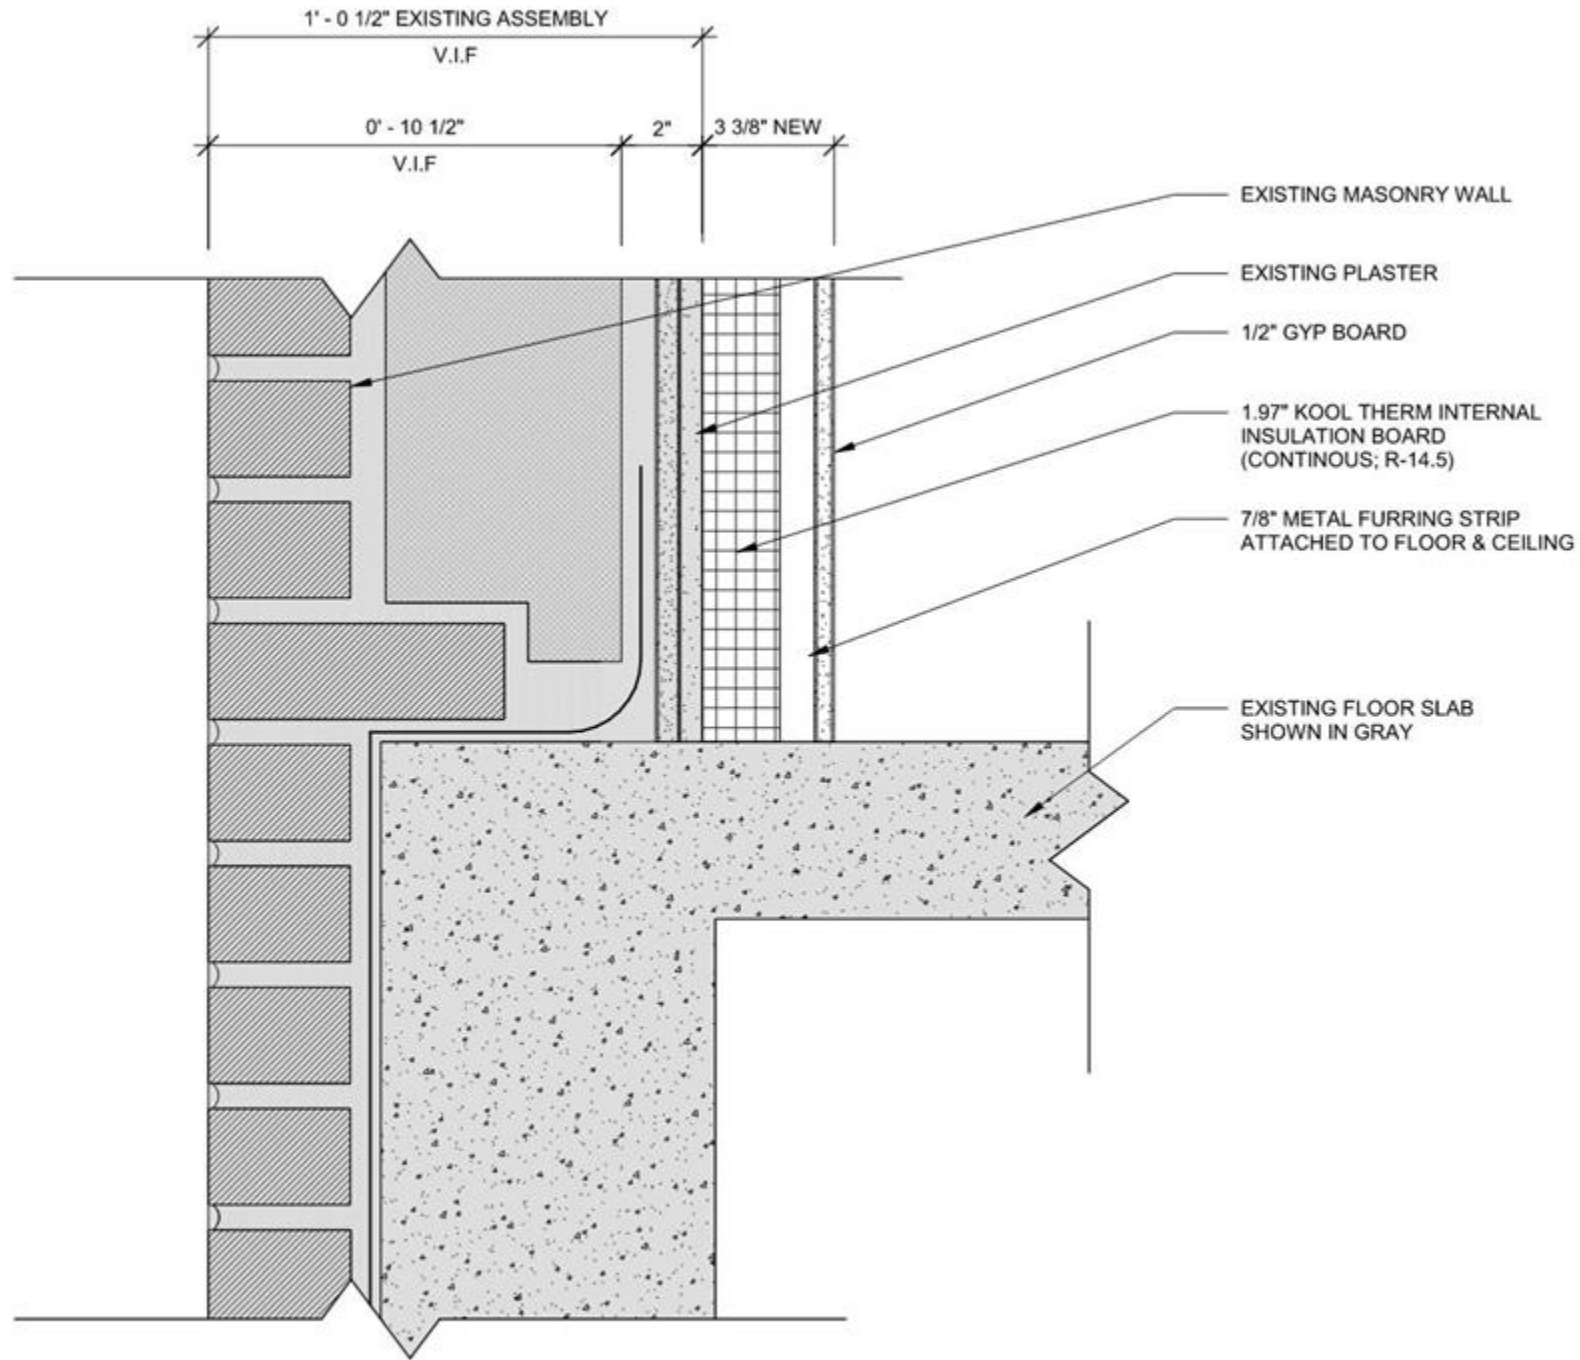 1' - 0 1/2" EXISTING ASSEMBLY
V.I.F
0' - 10 1/2"
2"
3 3/8" NEW
V.I.F
EXISTING MASONRY WALL
EXISTING PLASTER
1/2" GYP BOARD
1.97" KOOL THERM INTERNAL
INSULATION BOARD
(CONTINOUS; R-14.5)
7/8" METAL FURRING STRIP
ATTACHED TO FLOOR & CEILING
EXISTING FLOOR SLAB
SHOWN IN GRAY